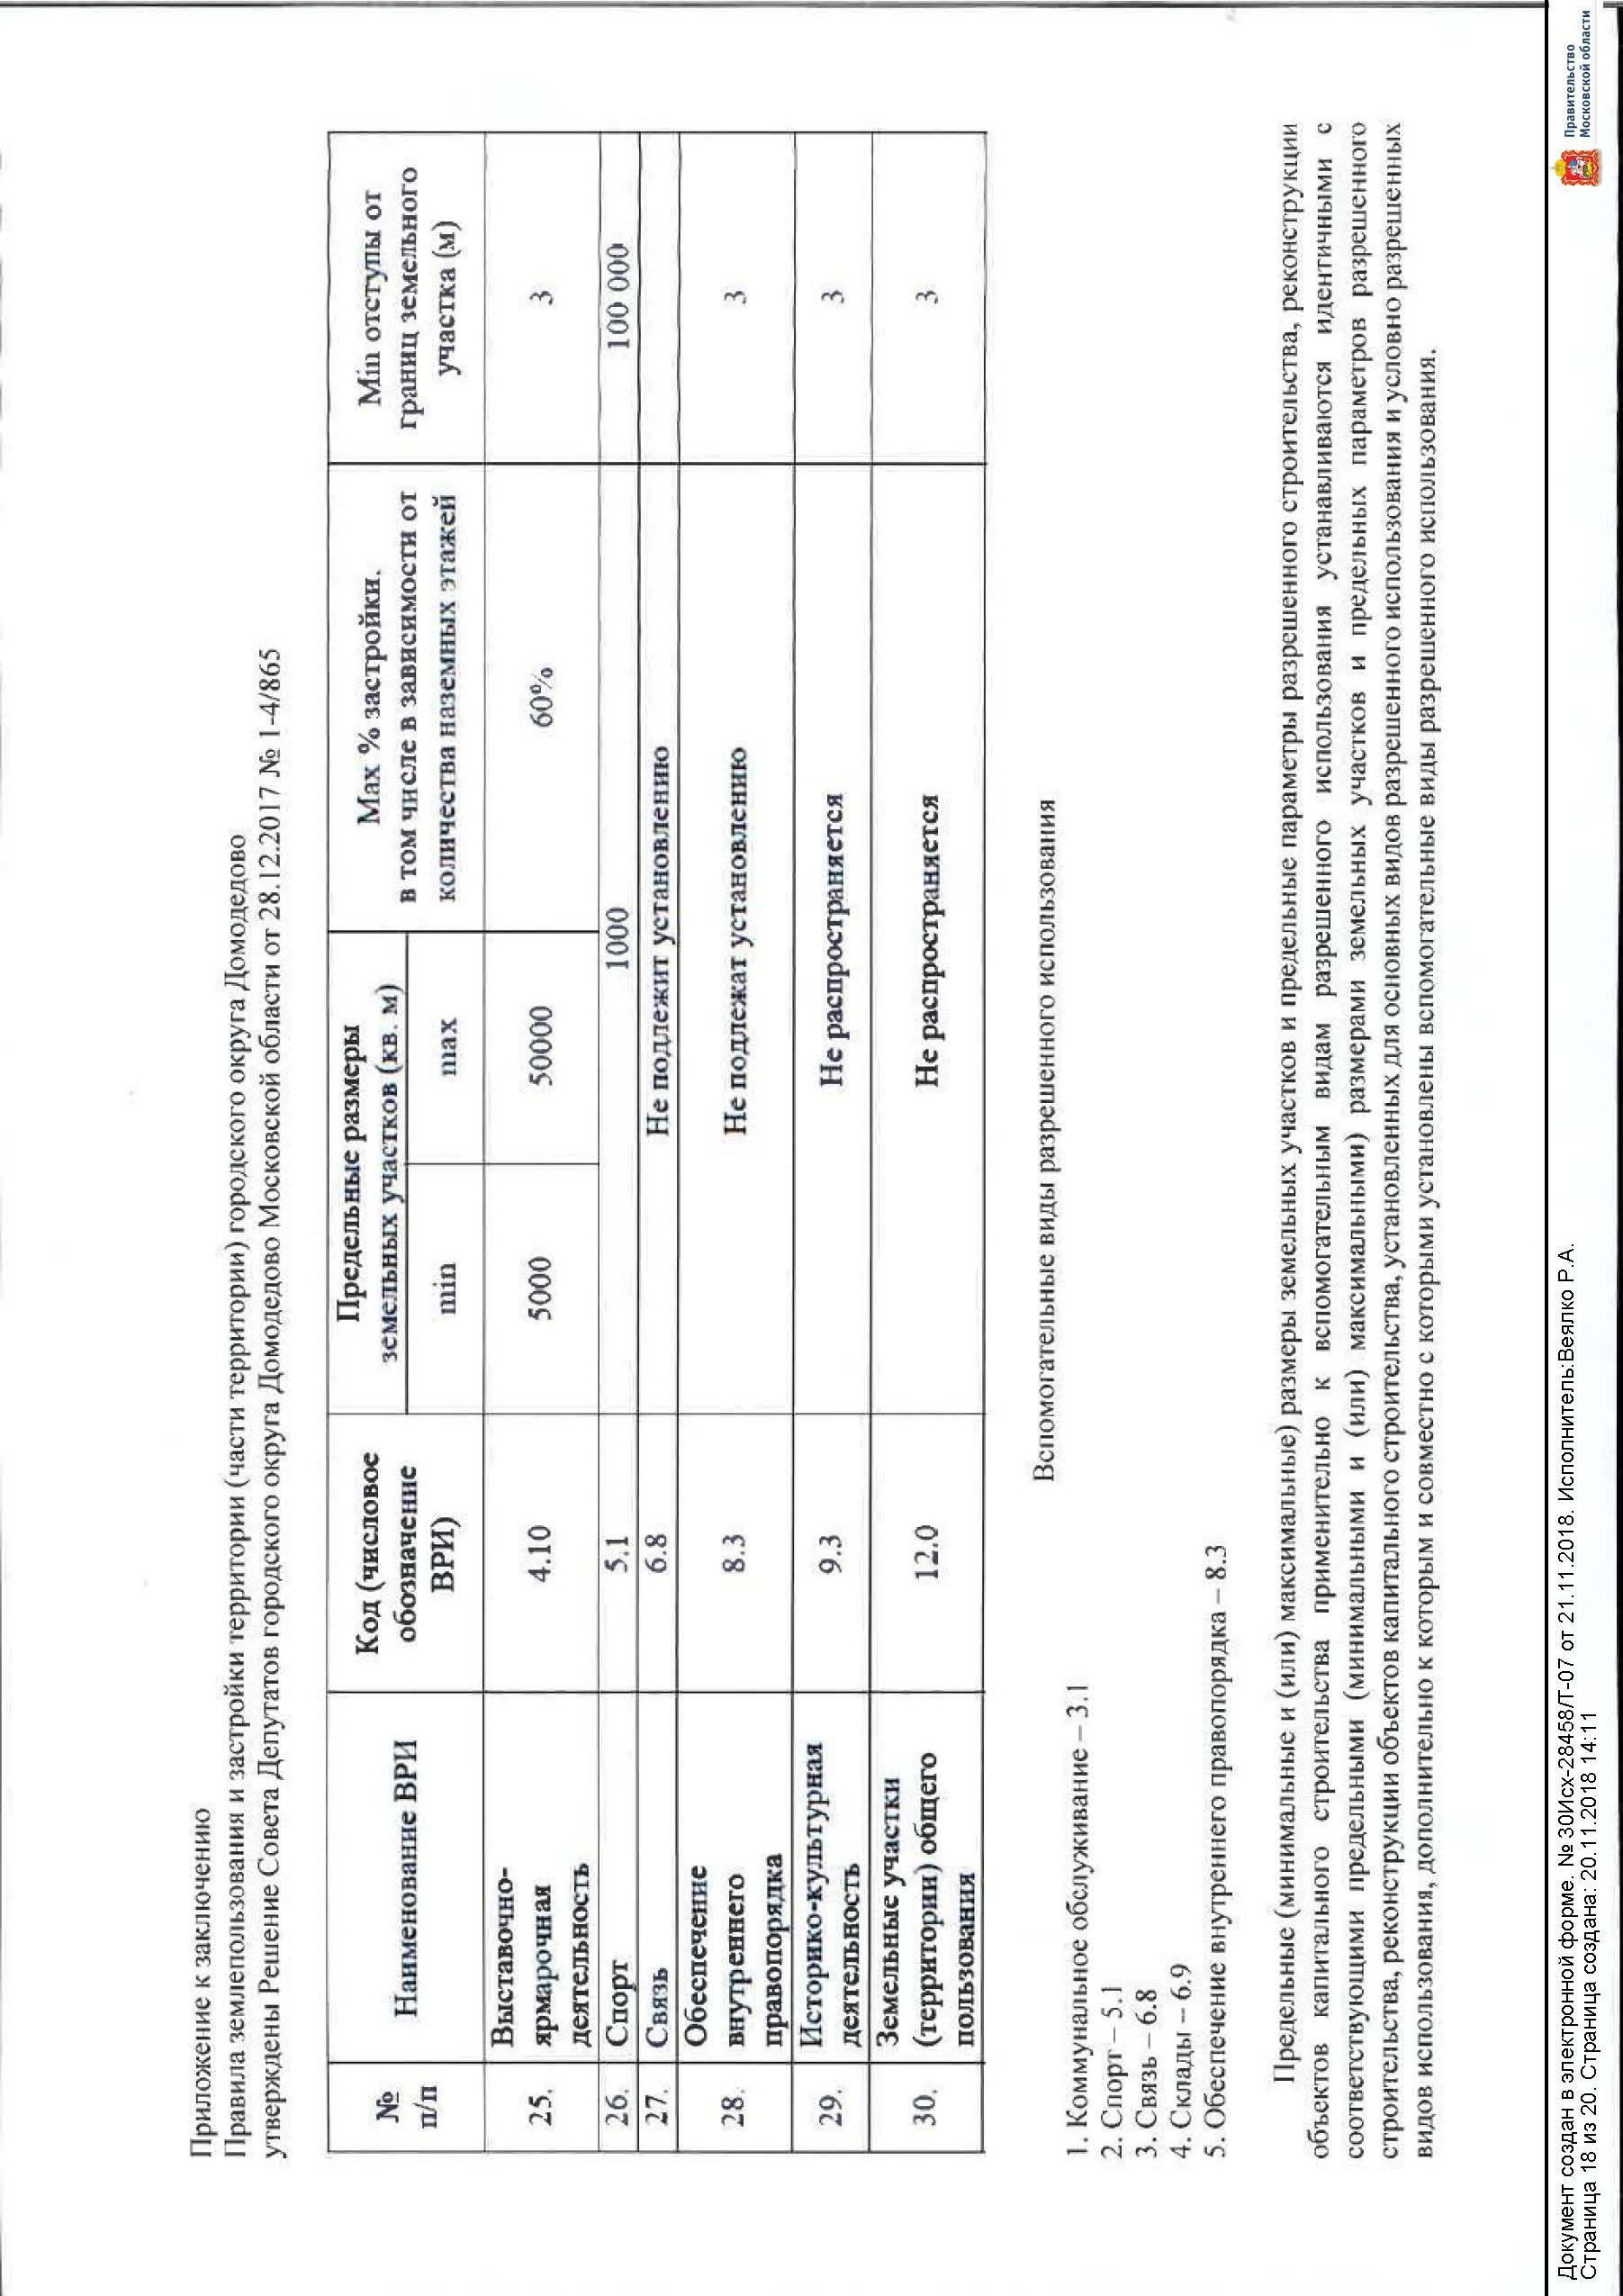 Приложение к заключению
Правила землепользования и застройки территории (части территории) городского округа Домодедово
утверждены Решение Совета Депутатов городского округа Домодедово Московской области от 28.12.2017 № 1-4/865
№ п/п
Наименование ВРИ
Код (числовое обозначение ВРИ)
Предельные размеры земельных участков (кв. м)
min
max
Max % застройки.
в том числе в зависимости от количества наземных этажей
Min отступы от границ земельного участка (м)
25. Выставочно-ярмарочная деятельность 4.10 5000 50000 60% 3
26. Спорт 5.1 1000 100 000
27. Связь 6.8 Не подлежит установлению
28. Обеспечение внутреннего правопорядка 8.3 Не подлежат установлению 3
29. Историко-культурная деятельность 9.3 Не распространяется 3
30. Земельные участки (территории) общего пользования 12.0 Не распространяется 3
Вспомогательные виды разрешенного использования
1. Коммунальное обслуживание – 3.1
2. Спорт – 5.1
3. Связь – 6.8
4. Склады – 6.9
5. Обеспечение внутреннего правопорядка – 8.3
Предельные (минимальные и (или) максимальные) размеры земельных участков и предельные параметры разрешенного строительства, реконструкции
объектов капитального строительства применительно к вспомогательным видам разрешенного использования устанавливаются идентичными с
соответствующими предельными (минимальными и (или) максимальными) размерами земельных участков и предельных параметров разрешенного
строительства, реконструкции объектов капитального строительства, установленных для основных видов разрешенного использования и условно разрешенных
видов использования, дополнительно к которым и совместно с которыми установлены вспомогательные виды разрешенного использования.
Документ создан в электронной форме. № 30Исх-28458/Т-07 от 21.11.2018. Исполнитель:Веялко Р.А.
Страница 18 из 20. Страница создана: 20.11.2018 14:11
Правительство
Московской области